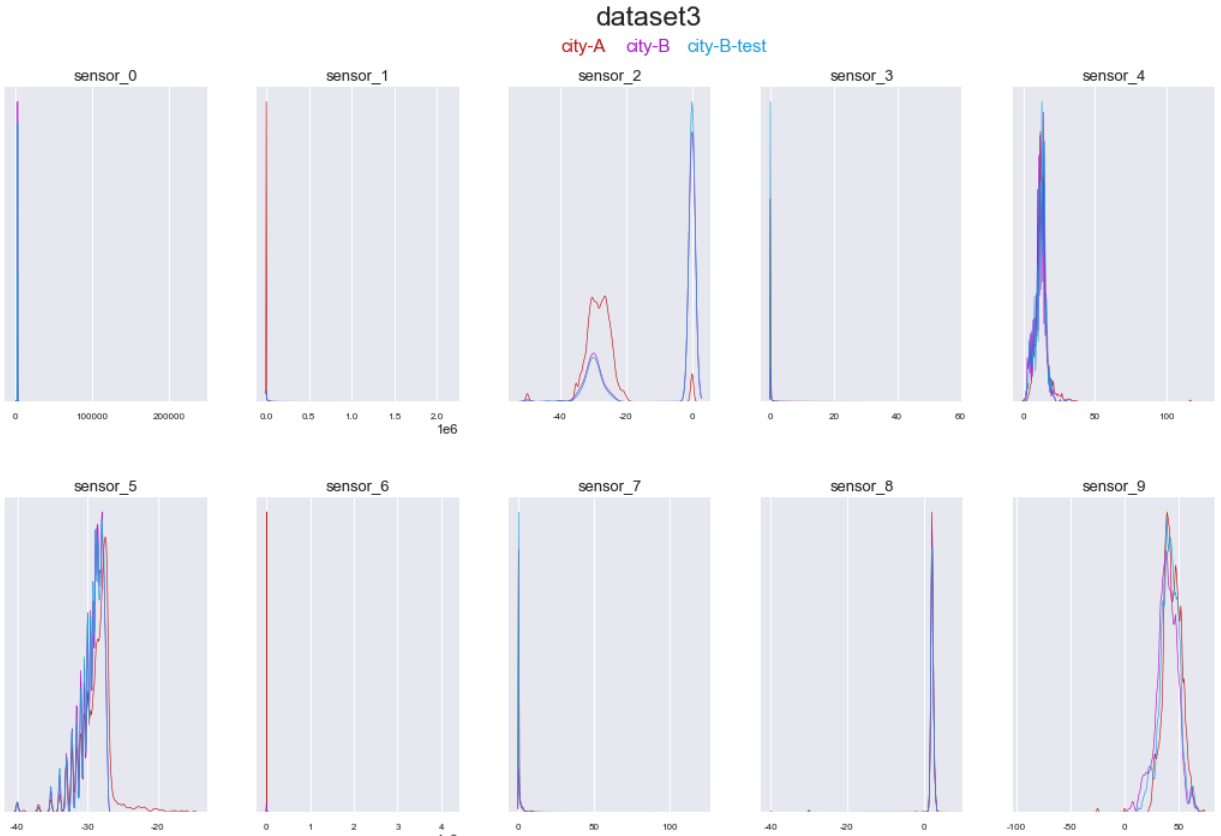 dataset3
city-A city-B city-B-test
sensor_0 sensor_1 sensor_2 sensor_3 sensor_4
0 100000 200000 0.0 0.5 1.0 1.5 2.0 -40 -20 0 0 20 40 60 0 50 100
1e6
sensor_5 sensor_6 sensor_7 sensor_8 sensor_9
-40 -30 -20 0 1 2 3 4 0 50 100 -40 -20 0 -100 -50 0 50